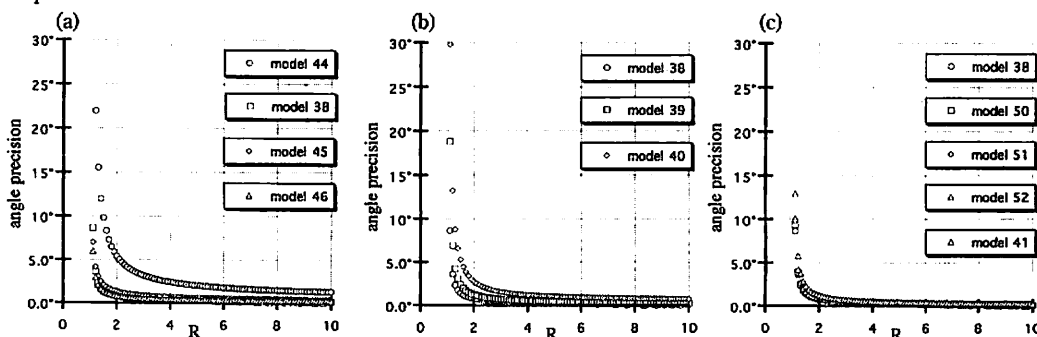 (a)
30°
25°
20°
15°
10°
5.0°
0.0°
angle precision
0 2 4 6 8 10
R
model 44
model 38
model 45
model 46
(b)
30°
25°
20°
15°
10°
5.0°
0.0°
angle precision
0 2 4 6 8 10
R
model 38
model 39
model 40
(c)
30°
25°
20°
15°
10°
5.0°
0.0°
angle precision
0 2 4 6 8 10
R
model 38
model 50
model 51
model 52
model 41